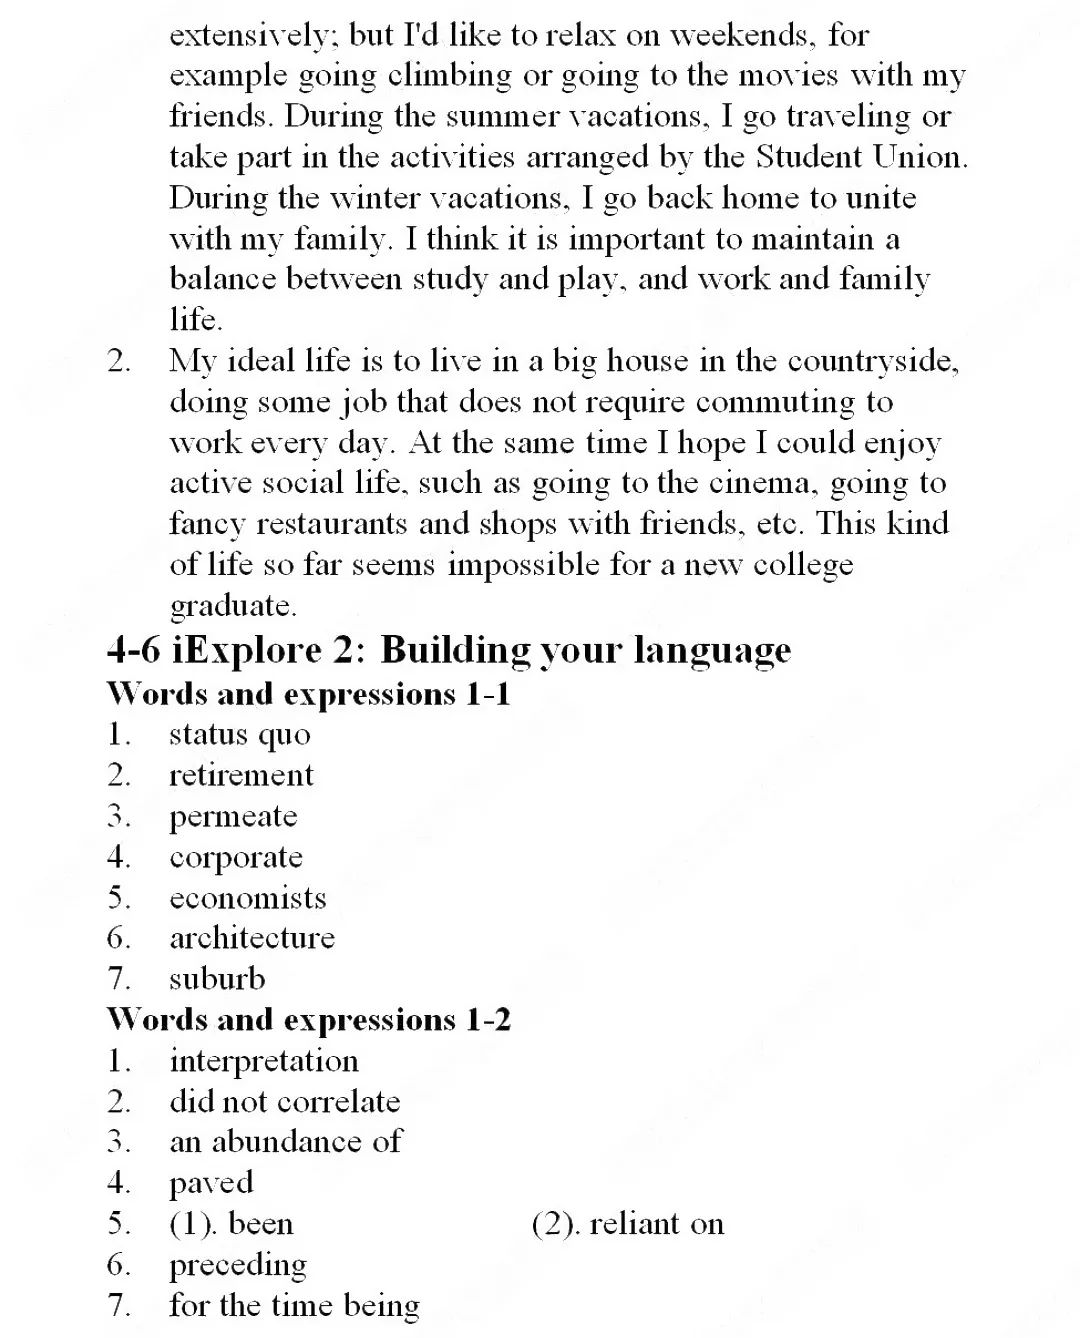 extensively; but I'd like to relax on weekends, for
example going climbing or going to the movies with my
friends. During the summer vacations, I go traveling or
take part in the activities arranged by the Student Union.
During the winter vacations, I go back home to unite
with my family. I think it is important to maintain a
balance between study and play, and work and family
life.
2. My ideal life is to live in a big house in the countryside,
doing some job that does not require commuting to
work every day. At the same time I hope I could enjoy
active social life, such as going to the cinema, going to
fancy restaurants and shops with friends, etc. This kind
of life so far seems impossible for a new college
graduate.
4-6 iExplore 2: Building your language
Words and expressions 1-1
1. status quo
2. retirement
3. permeate
4. corporate
5. economists
6. architecture
7. suburb
Words and expressions 1-2
1. interpretation
2. did not correlate
3. an abundance of
4. paved
5. (1). been (2). reliant on
6. preceding
7. for the time being